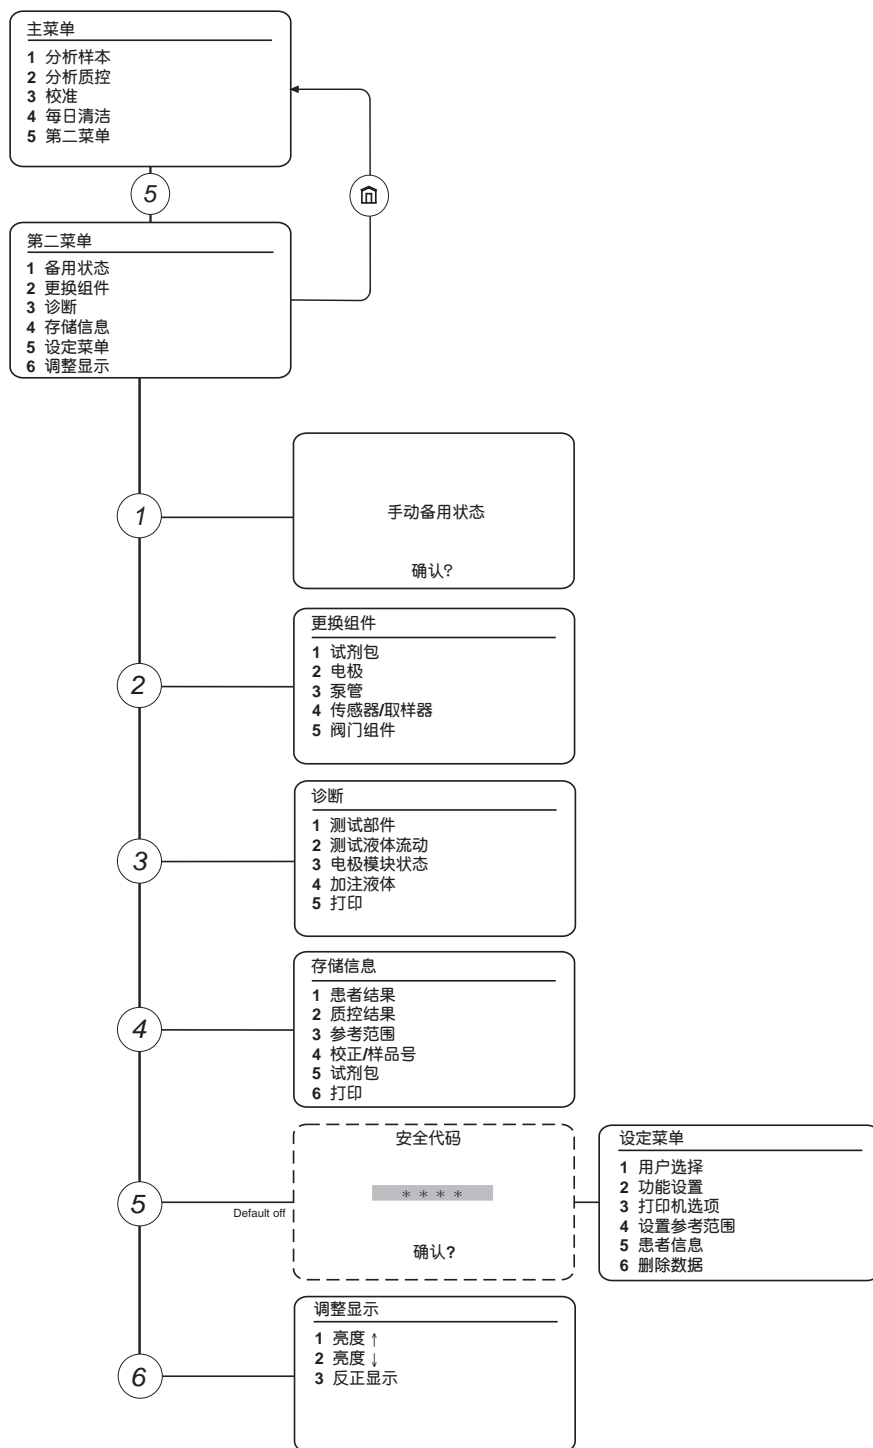 主菜单
1 分析样本
2 分析质控
3 校准
4 每日清洁
5 第二菜单
5
第二菜单
1 备用状态
2 更换组件
3 诊断
4 存储信息
5 设定菜单
6 调整显示
1
手动备用状态
确认?
2
更换组件
1 试剂包
2 电极
3 泵管
4 传感器/取样器
5 阀门组件
3
诊断
1 测试部件
2 测试液体流动
3 电极模块状态
4 加注液体
5 打印
4
存储信息
1 患者结果
2 质控结果
3 参考范围
4 校正/样品号
5 试剂包
6 打印
5
Default off
安全代码
* * * *
确认?
设定菜单
1 用户选择
2 功能设置
3 打印机选项
4 设置参考范围
5 患者信息
6 删除数据
6
调整显示
1 亮度 ↑
2 亮度 ↓
3 反正显示